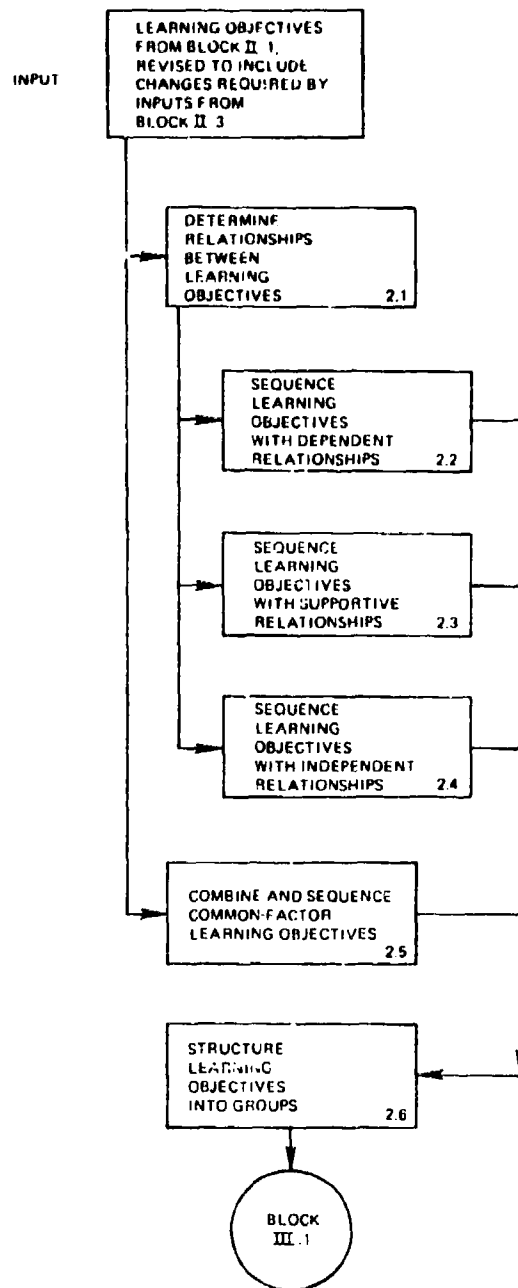 LEARNING OBJECTIVES
FROM BLOCK II 1,
REVISED TO INCLUDE
CHANGES REQUIRED BY
INPUTS FROM
BLOCK II 3
INPUT
DETERMINE
RELATIONSHIPS
BETWEEN
LEARNING
OBJECTIVES 2.1
SEQUENCE
LEARNING
OBJECTIVES
WITH DEPENDENT
RELATIONSHIPS 2.2
SEQUENCE
LEARNING
OBJECTIVES
WITH SUPPORTIVE
RELATIONSHIPS 2.3
SEQUENCE
LEARNING
OBJECTIVES
WITH INDEPENDENT
RELATIONSHIPS 2.4
COMBINE AND SEQUENCE
COMMON-FACTOR
LEARNING OBJECTIVES
2.5
STRUCTURE
LEARNING
OBJECTIVES
INTO GROUPS 2.6
BLOCK
III.1